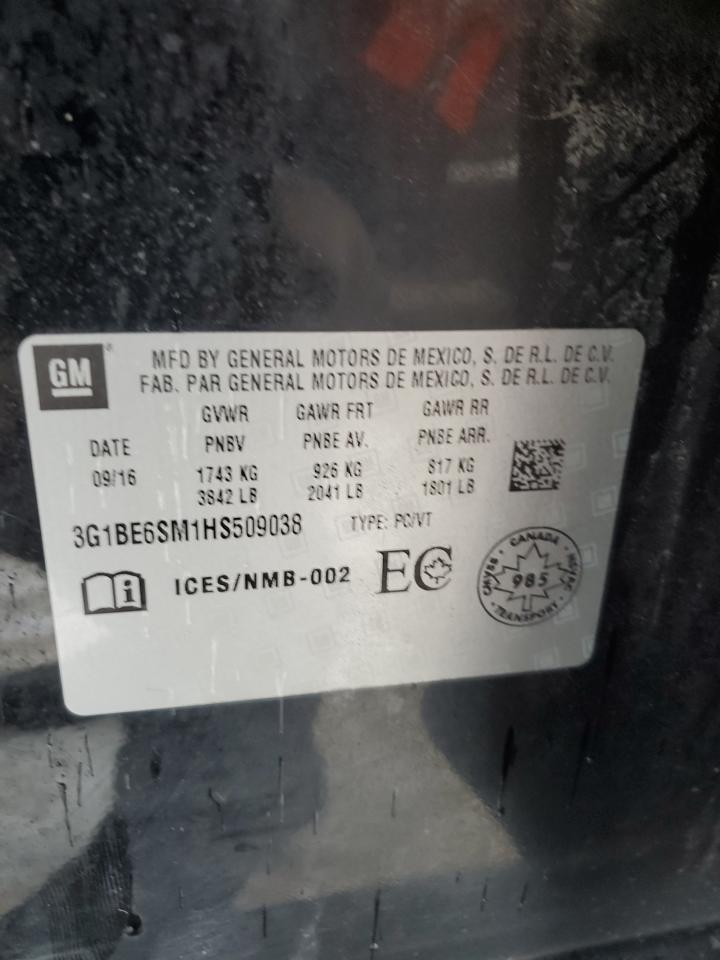 GM
MFD BY GENERAL MOTORS DE MEXICO, S. DE R.L. DE C.V.
FAB. PAR GENERAL MOTORS DE MEXICO, S. DE R.L. DE C.V.
GVWR GAWR FRT GAWR RR
DATE PNBV PNBE AV. PNBE ARR.
09/16 1743 KG 926 KG 817 KG
3842 LB 2041 LB 1801 LB
3G1BE6SM1HS509038 TYPE: PC/VT
ICES/NMB-002 EC
CANADA
CMVSS 985 NSVAC
TRANSPORT